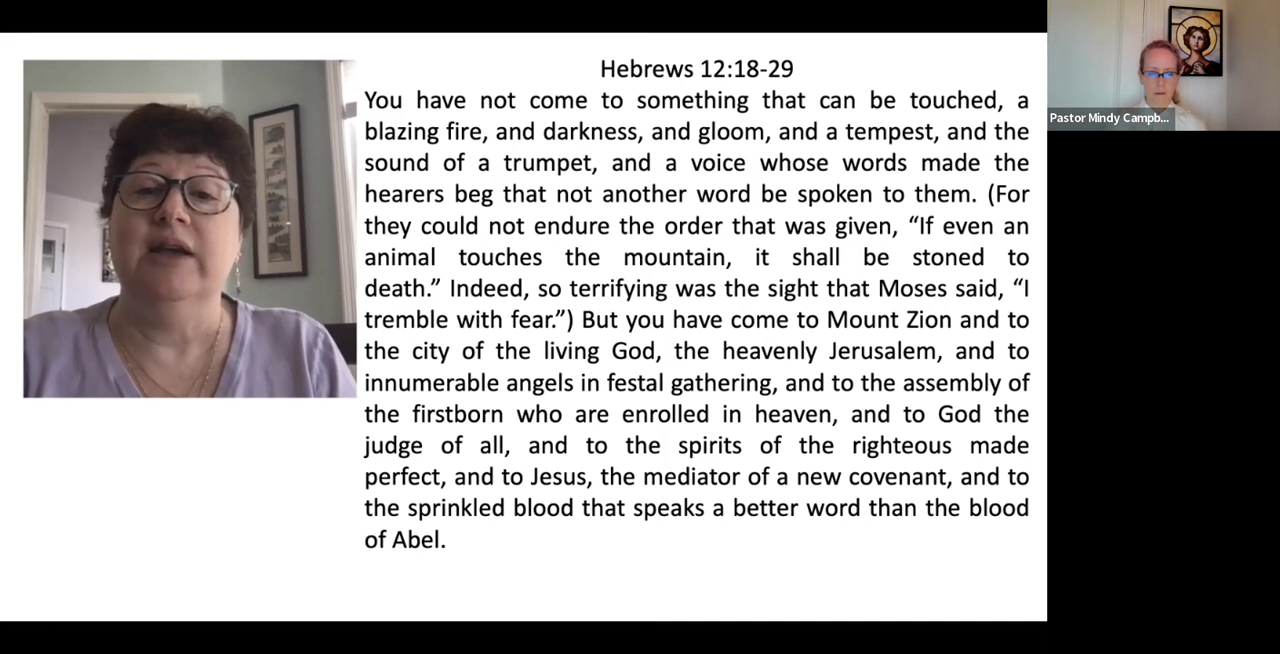 Hebrews 12:18-29
You have not come to something that can be touched, a
blazing fire, and darkness, and gloom, and a tempest, and the
sound of a trumpet, and a voice whose words made the
hearers beg that not another word be spoken to them. (For
they could not endure the order that was given, “If even an
animal touches the mountain, it shall be stoned to
death.” Indeed, so terrifying was the sight that Moses said, “I
tremble with fear.”) But you have come to Mount Zion and to
the city of the living God, the heavenly Jerusalem, and to
innumerable angels in festal gathering, and to the assembly of
the firstborn who are enrolled in heaven, and to God the
judge of all, and to the spirits of the righteous made
perfect, and to Jesus, the mediator of a new covenant, and to
the sprinkled blood that speaks a better word than the blood
of Abel.
Pastor Mindy Campb...